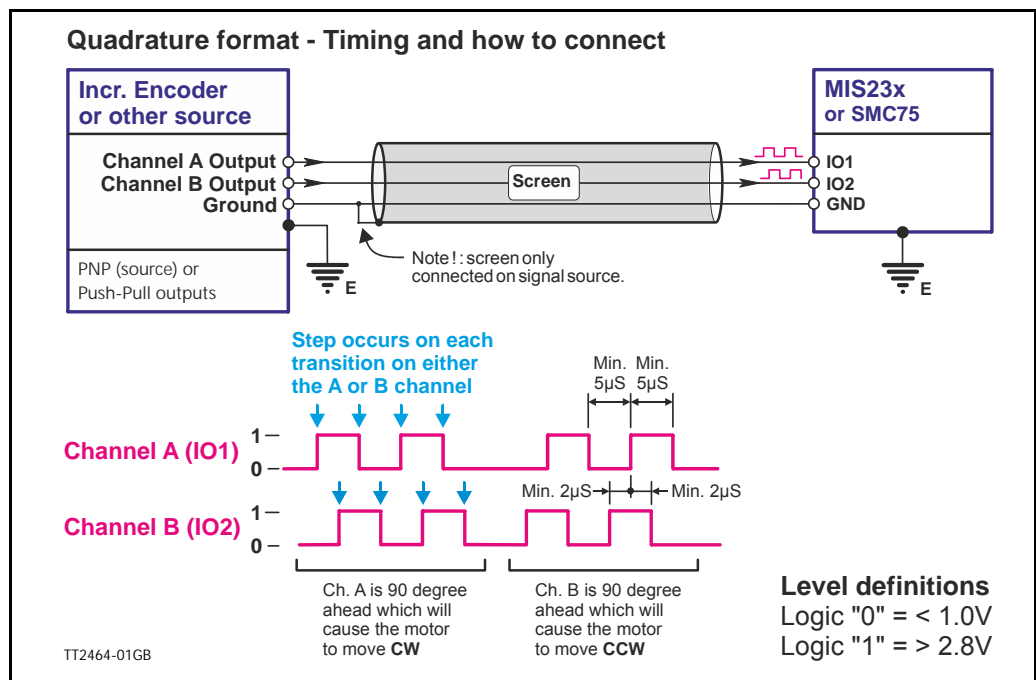 Quadrature format - Timing and how to connect
Incr. Encoder
or other source
MIS23x
or SMC75
Channel A Output
Channel B Output
Ground
Screen
IO1
IO2
GND
PNP (source) or
Push-Pull outputs
E
Note ! : screen only
connected on signal source.
E
Step occurs on each
transition on either
the A or B channel
Min.
5µS
Min.
5µS
Channel A (IO1)
1
0
Min. 2µS
Min. 2µS
Channel B (IO2)
1
0
Ch. A is 90 degree
ahead which will
cause the motor
to move CW
Ch. B is 90 degree
ahead which will
cause the motor
to move CCW
Level definitions
Logic "0" = < 1.0V
Logic "1" = > 2.8V
TT2464-01GB